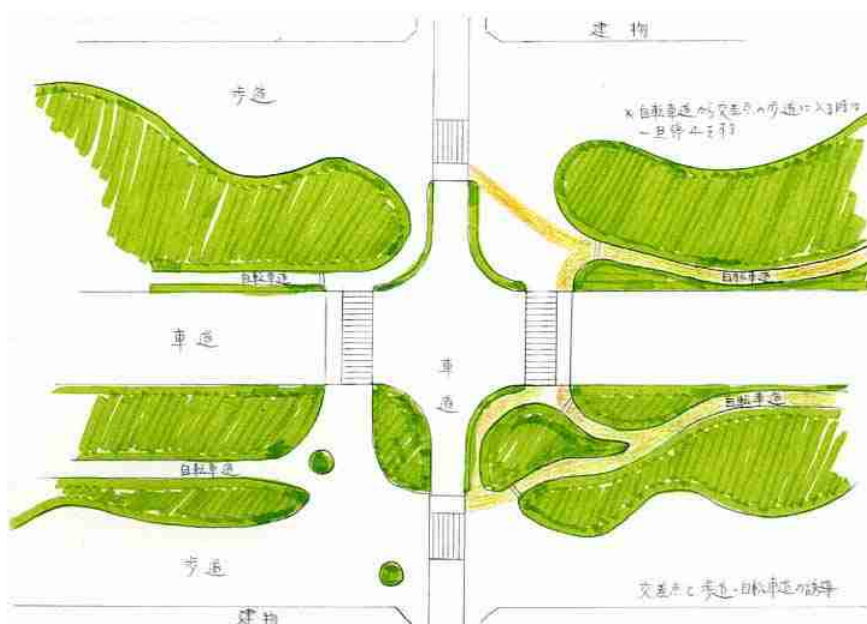 建物
歩道
※自転車道から交差点の歩道に入る時は
一旦停止をする
自転車道
自転車道
車道
車道
自転車道
自転車道
歩道
交差点と歩道・自転車道の誘導
建物